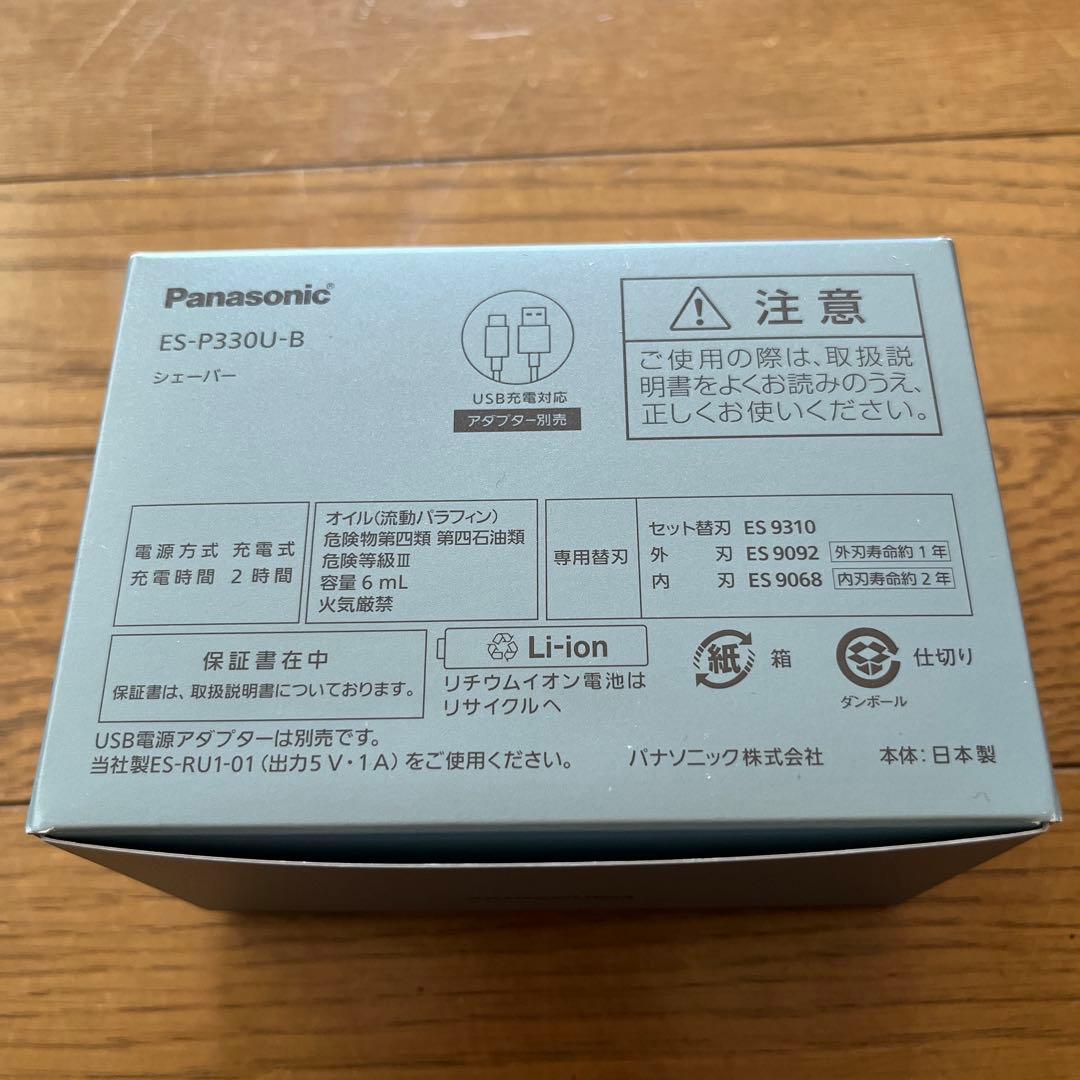 Panasonic®
ES-P330U-B
シェーバー
USB充電対応
アダプター別売
注意
ご使用の際は、取扱説
明書をよくお読みのうえ、
正しくお使いください。
電源方式 充電式
充電時間 2時間
オイル(流動パラフィン)
危険物第四類 第四石油類
危険等級Ⅲ
容量 6 mL
火気厳禁
専用替刃
セット替刃 ES 9310
外 刃 ES 9092 外刃寿命約1年
内 刃 ES 9068 内刃寿命約2年
保証書在中
保証書は、取扱説明書についております。
Li-ion
リチウムイオン電池は
リサイクルへ
紙 箱
ダンボール
仕切り
USB電源アダプターは別売です。
当社製ES-RU1-01(出力5V・1A)をご使用ください。
パナソニック株式会社
本体:日本製